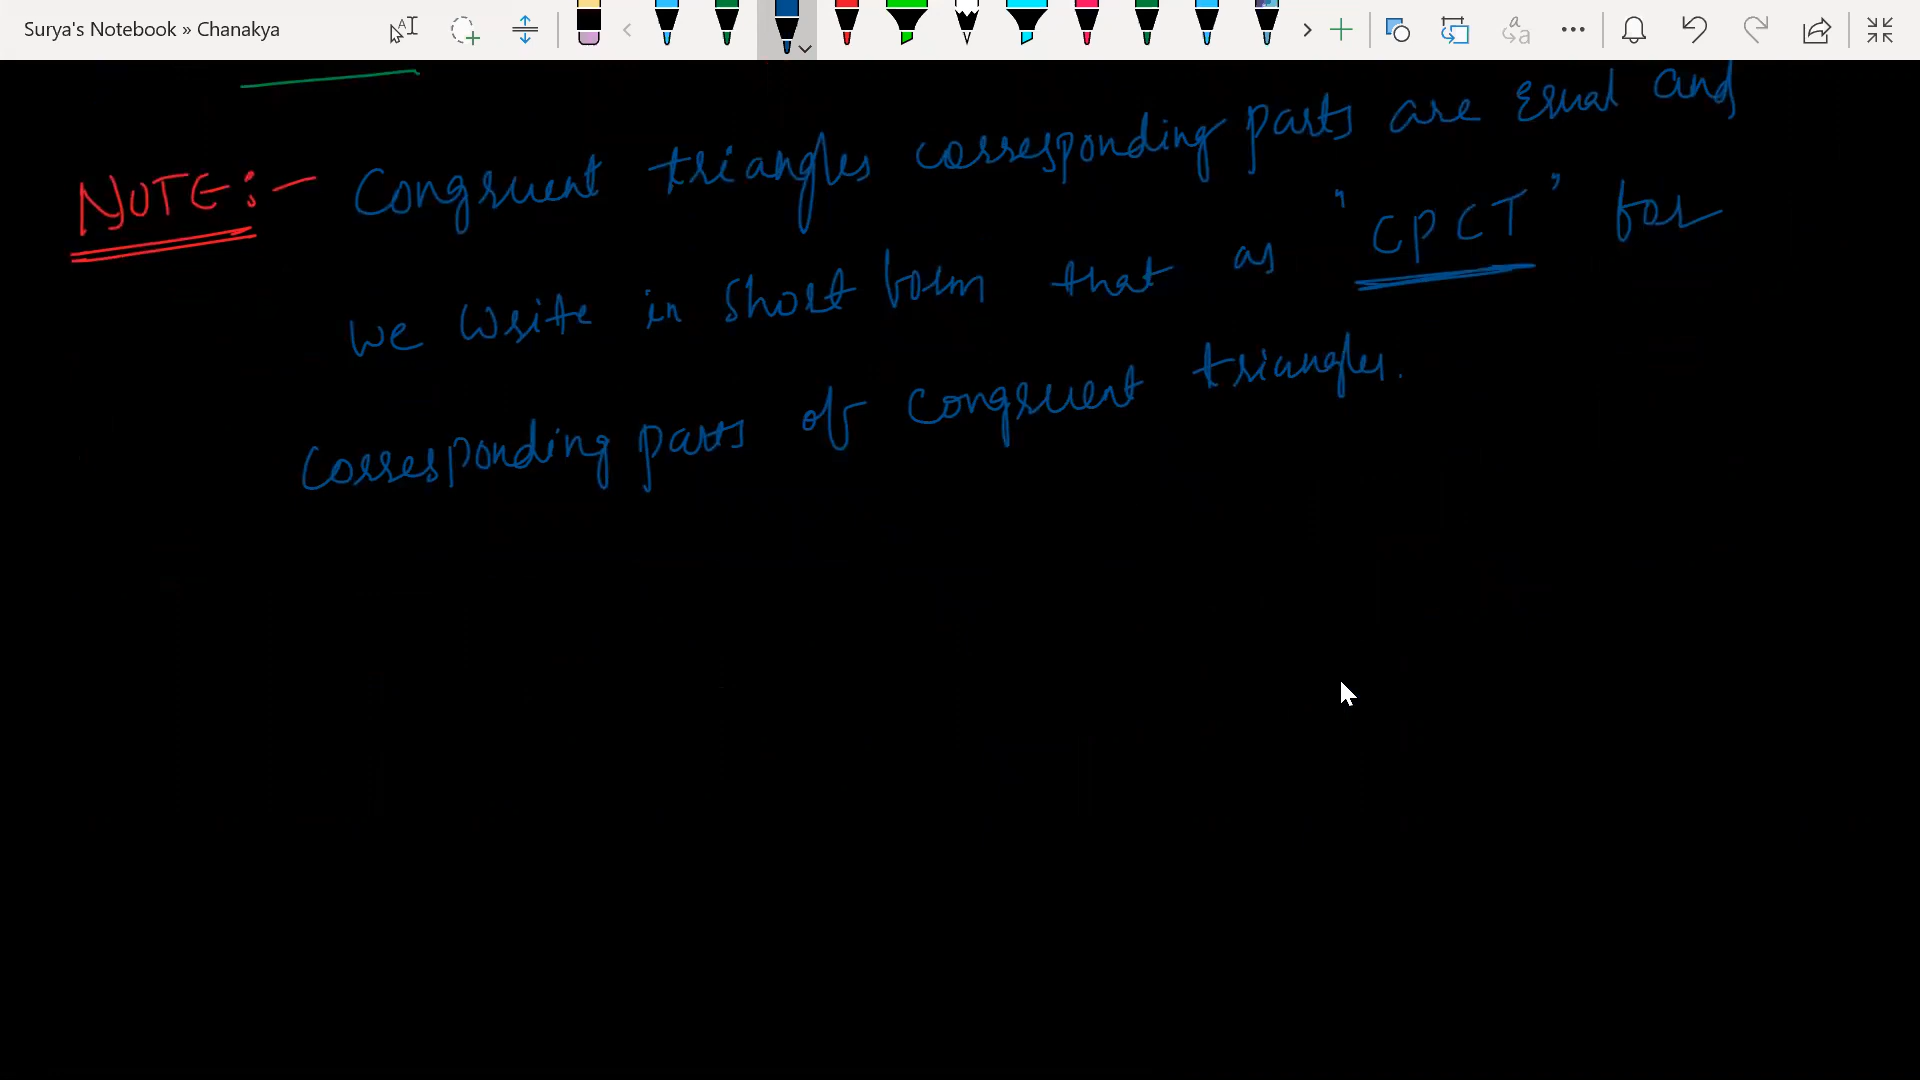 Surya's Notebook » Chanakya
NOTE:- Congruent triangles corresponding parts are Equal and
we write in short form that as "CPCT" for
Corresponding parts of congruent triangles.